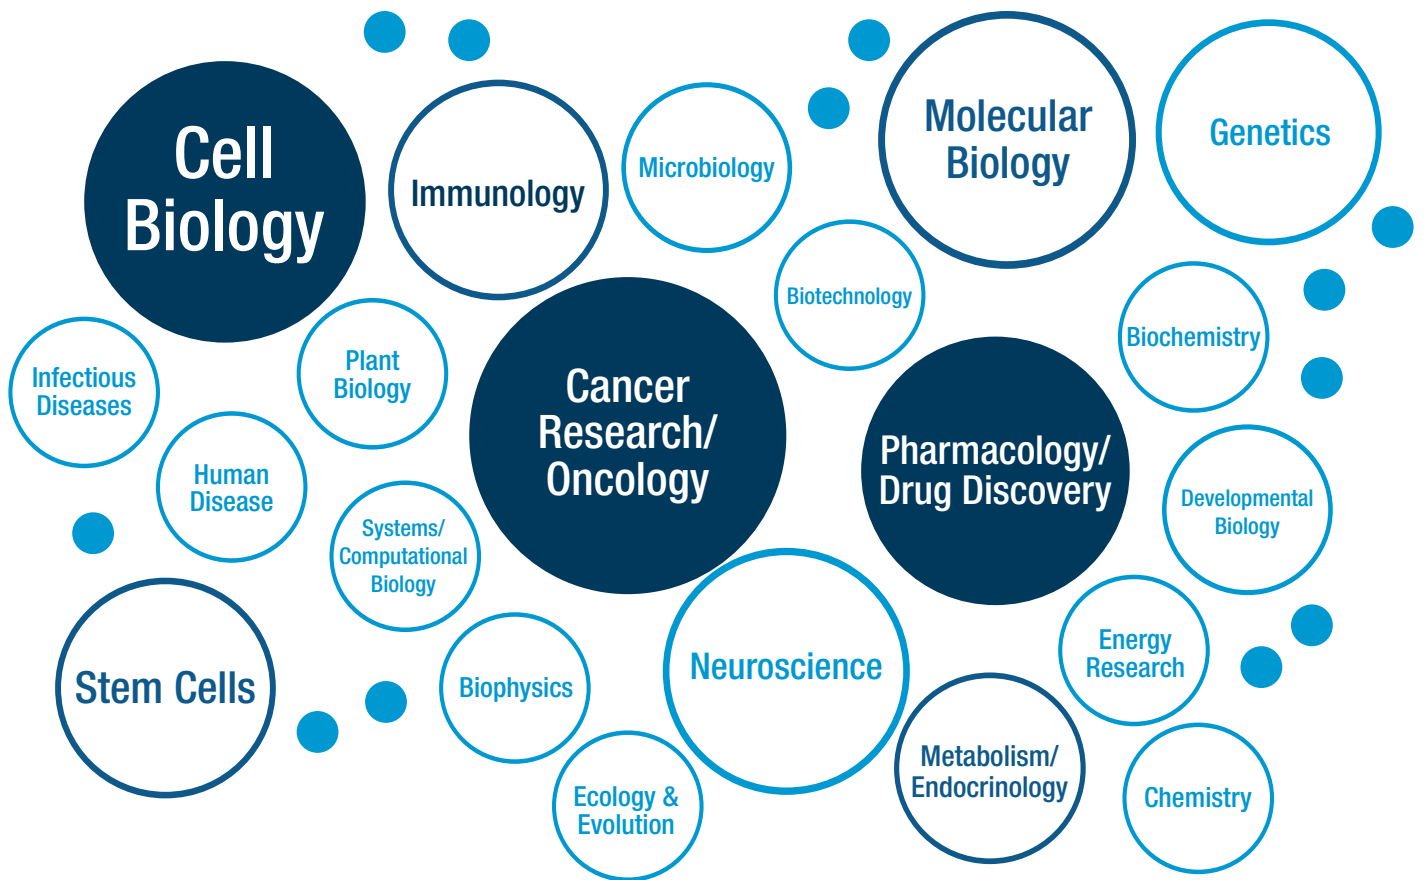 Cell
Biology
Immunology
Microbiology
Molecular
Biology
Genetics
Biotechnology
Biochemistry
Infectious
Diseases
Plant
Biology
Cancer
Research/
Oncology
Pharmacology/
Drug Discovery
Human
Disease
Systems/
Computational
Biology
Developmental
Biology
Stem Cells
Biophysics
Neuroscience
Energy
Research
Metabolism/
Endocrinology
Ecology &
Evolution
Chemistry